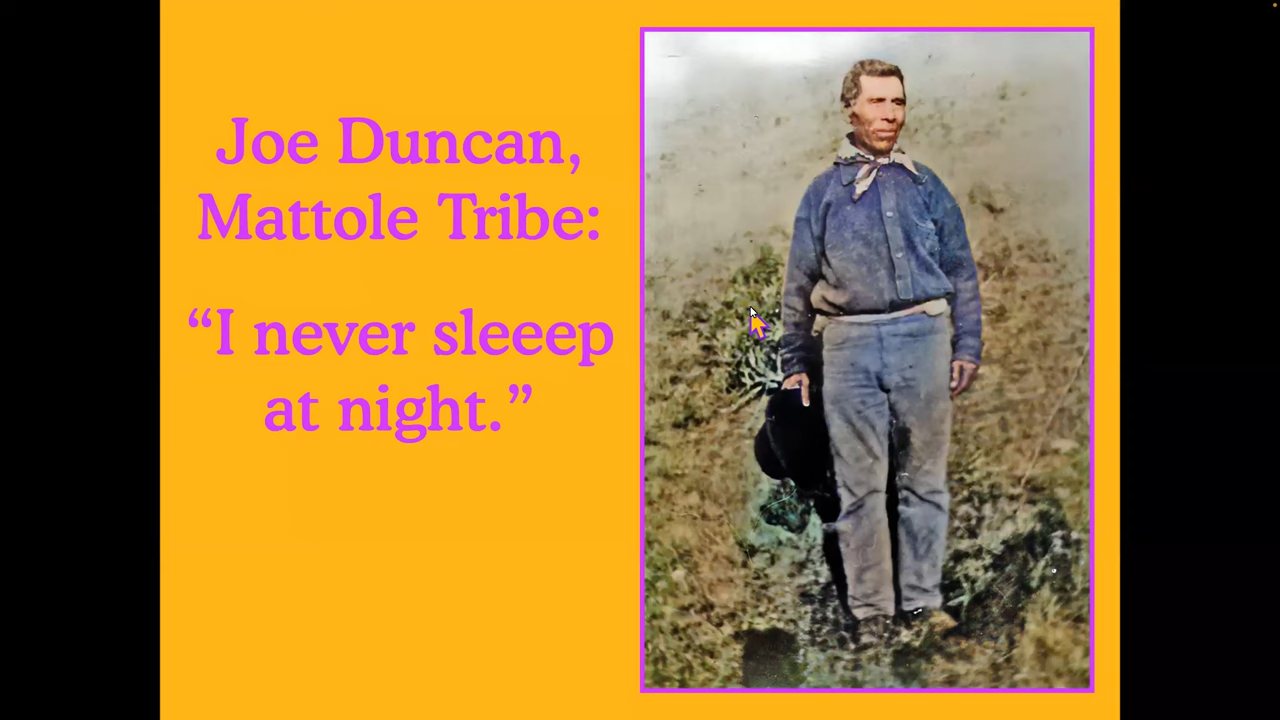 Joe Duncan,
Mattole Tribe:
“I never sleeep
at night.”